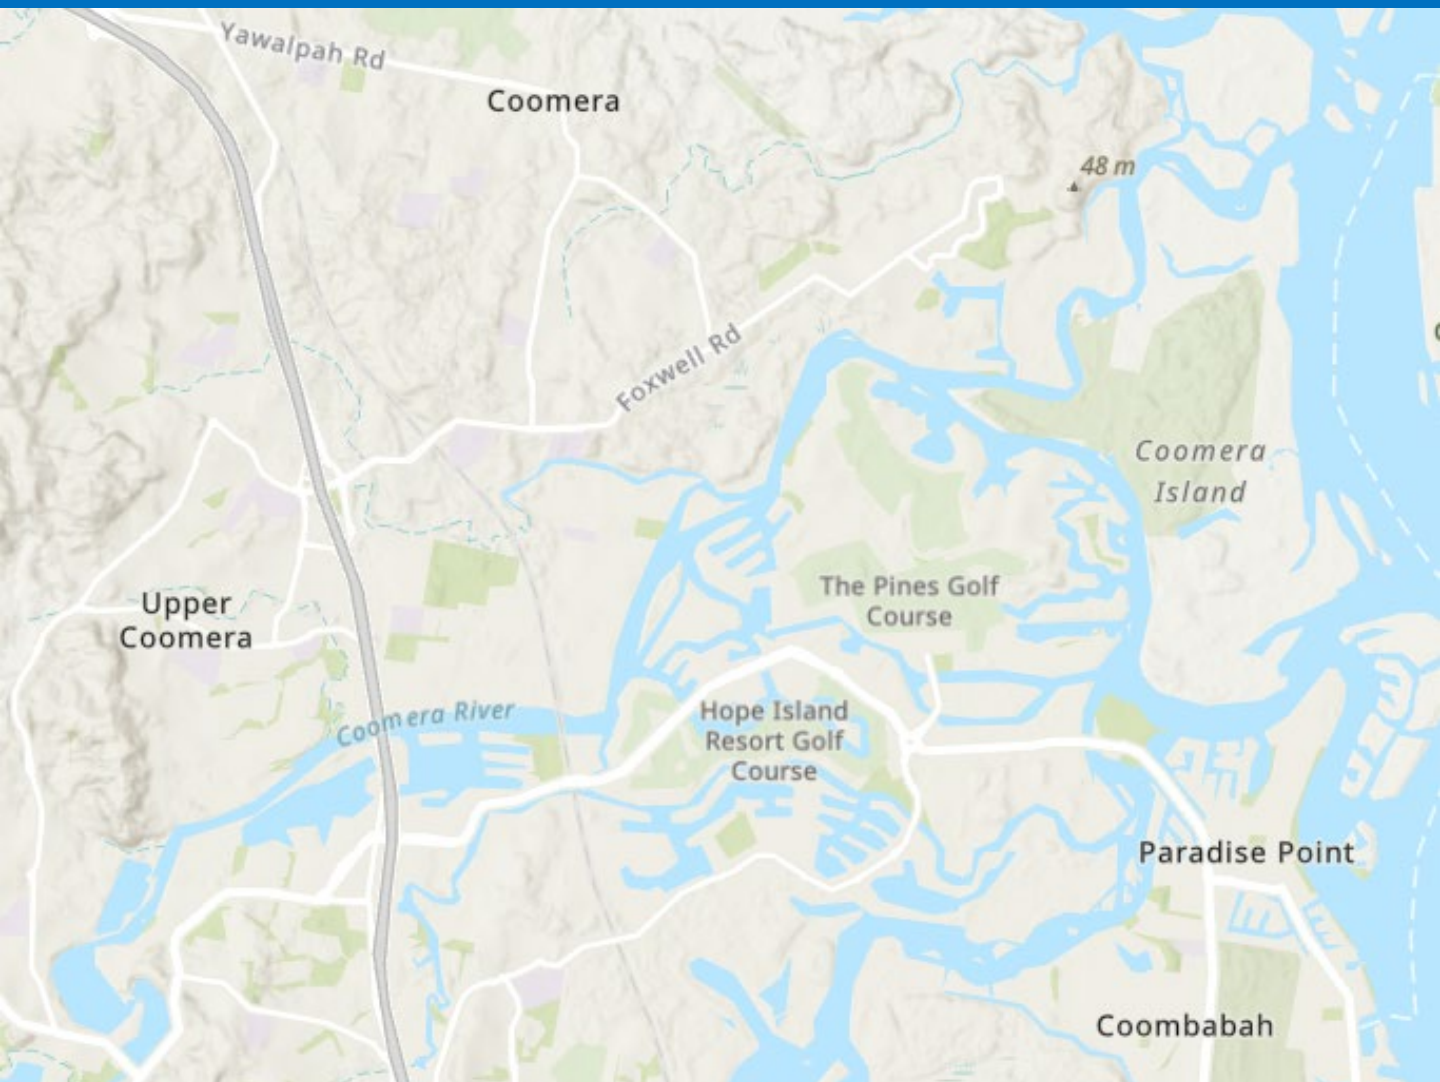 Yawalpah Rd
Coomera
48 m
Foxwell Rd
Coomera
Island
The Pines Golf
Course
Upper
Coomera
Coomera River
Hope Island
Resort Golf
Course
Paradise Point
Coombabah